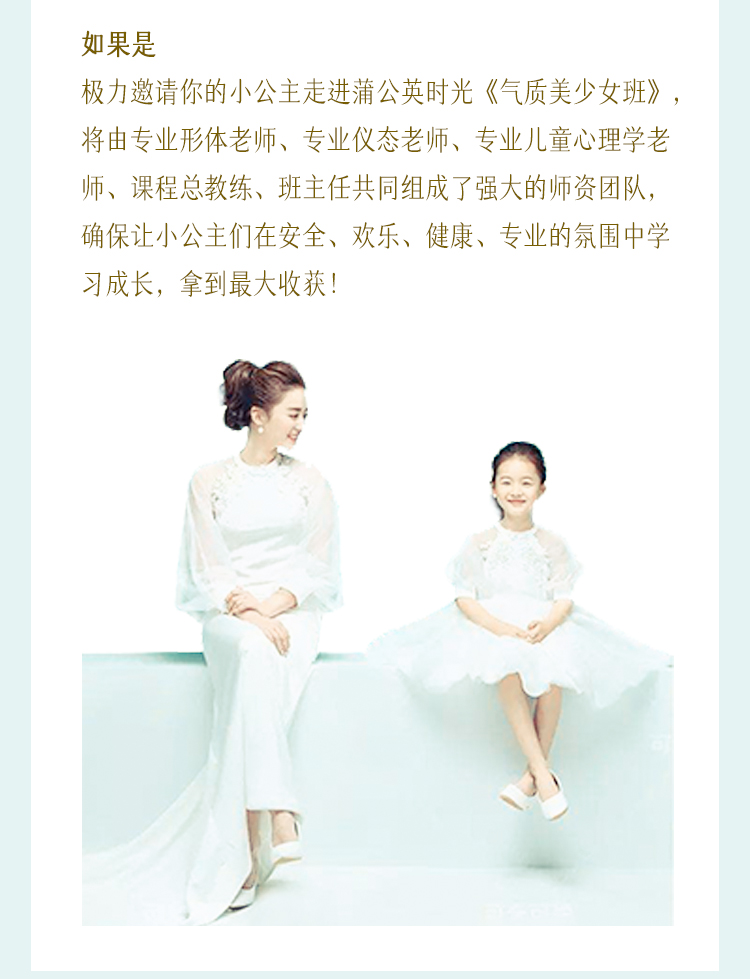 如果是
极力邀请你的小公主走进蒲公英时光《气质美少女班》，
将由专业形体老师、专业仪态老师、专业儿童心理学老
师、课程总教练、班主任共同组成了强大的师资团队，
确保让小公主们在安全、欢乐、健康、专业的氛围中学
习成长，拿到最大收获！